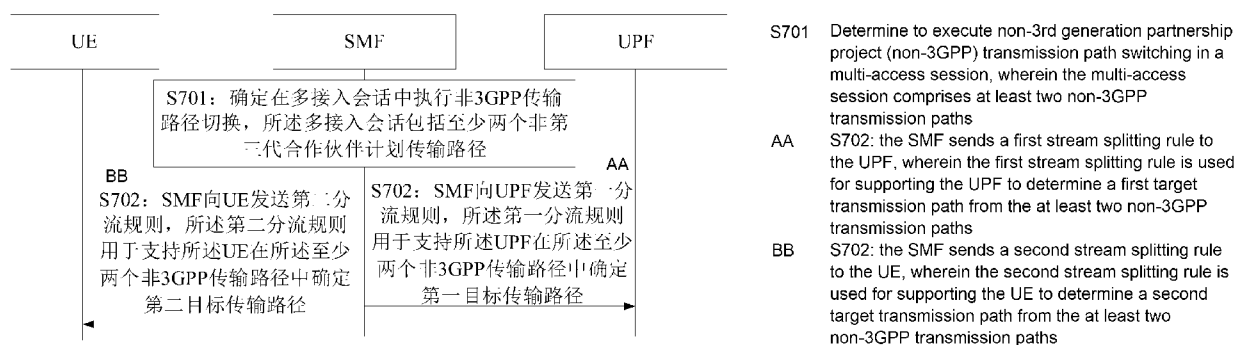 UE
SMF
UPF
S701：确定在多接入会话中执行非3GPP传输
路径切换，所述多接入会话包括至少两个非第
三代合作伙伴计划传输路径
BB
S702：SMF向UE发送第二分
流规则，所述第二分流规则
用于支持所述UE在所述至少
两个非3GPP传输路径中确定
第二目标传输路径
AA
S702：SMF向UPF发送第一分
流规则，所述第一分流规则
用于支持所述UPF在所述至少
两个非3GPP传输路径中确定
第一目标传输路径
S701 Determine to execute non-3rd generation partnership
project (non-3GPP) transmission path switching in a
multi-access session, wherein the multi-access
session comprises at least two non-3GPP
transmission paths
AA S702: the SMF sends a first stream splitting rule to
the UPF, wherein the first stream splitting rule is used
for supporting the UPF to determine a first target
transmission path from the at least two non-3GPP
transmission paths
BB S702: the SMF sends a second stream splitting rule
to the UE, wherein the second stream splitting rule is
used for supporting the UE to determine a second
target transmission path from the at least two
non-3GPP transmission paths